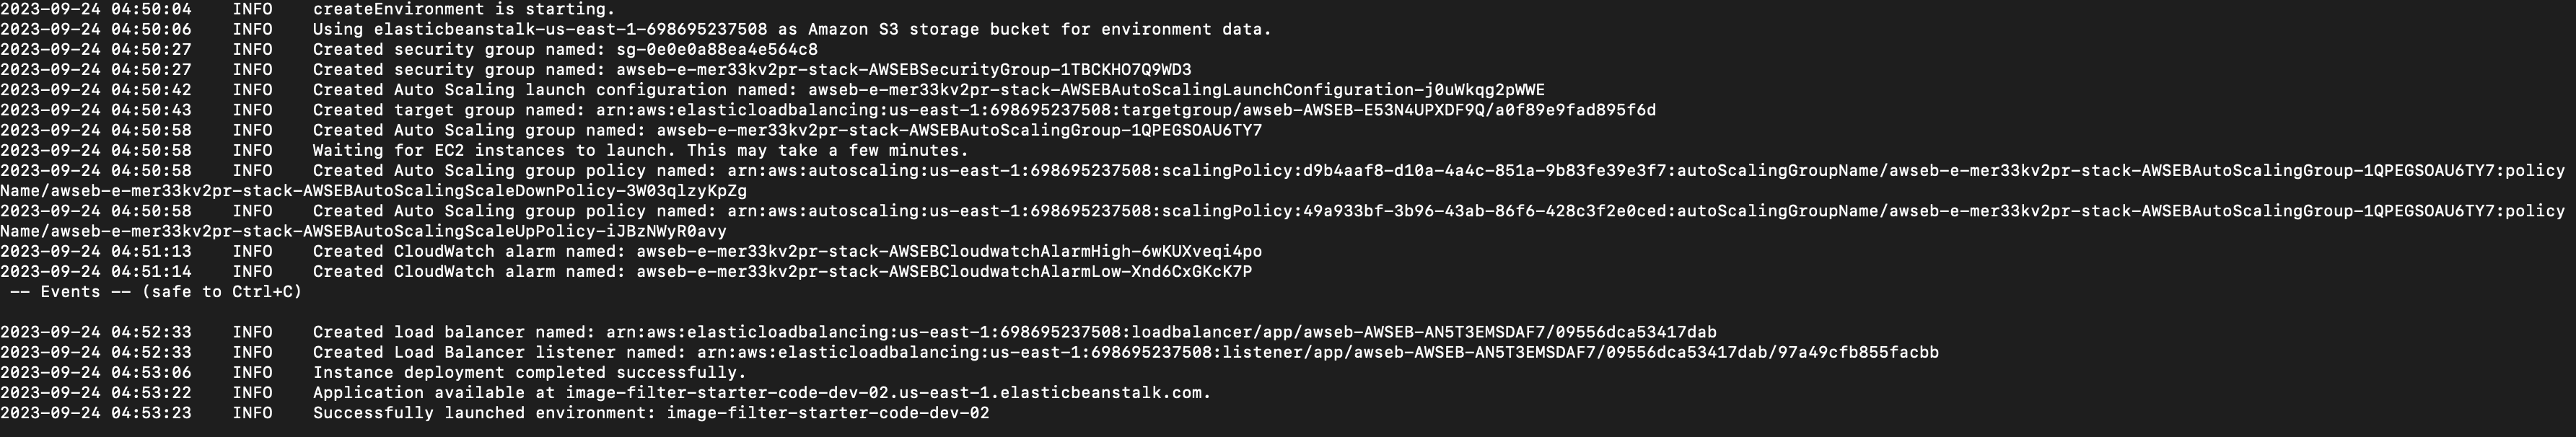 2023-09-24 04:50:04    INFO    createEnvironment is starting.
2023-09-24 04:50:06    INFO    Using elasticbeanstalk-us-east-1-698695237508 as Amazon S3 storage bucket for environment data.
2023-09-24 04:50:27    INFO    Created security group named: sg-0e0e0a88ea4e564c8
2023-09-24 04:50:27    INFO    Created security group named: awseb-e-mer33kv2pr-stack-AWSEBSecurityGroup-1TBCKHO7Q9WD3
2023-09-24 04:50:42    INFO    Created Auto Scaling launch configuration named: awseb-e-mer33kv2pr-stack-AWSEBAutoScalingLaunchConfiguration-j0uWkqg2pWWE
2023-09-24 04:50:43    INFO    Created target group named: arn:aws:elasticloadbalancing:us-east-1:698695237508:targetgroup/awseb-AWSEB-E53N4UPXDF9Q/a0f89e9fad895f6d
2023-09-24 04:50:58    INFO    Created Auto Scaling group named: awseb-e-mer33kv2pr-stack-AWSEBAutoScalingGroup-1QPEGSOAU6TY7
2023-09-24 04:50:58    INFO    Waiting for EC2 instances to launch. This may take a few minutes.
2023-09-24 04:50:58    INFO    Created Auto Scaling group policy named: arn:aws:autoscaling:us-east-1:698695237508:scalingPolicy:d9b4aaf8-d10a-4a4c-851a-9b83fe39e3f7:autoScalingGroupName/awseb-e-mer33kv2pr-stack-AWSEBAutoScalingGroup-1QPEGSOAU6TY7:policy
Name/awseb-e-mer33kv2pr-stack-AWSEBAutoScalingScaleDownPolicy-3W03qlzyKpZg
2023-09-24 04:50:58    INFO    Created Auto Scaling group policy named: arn:aws:autoscaling:us-east-1:698695237508:scalingPolicy:49a933bf-3b96-43ab-86f6-428c3f2e0ced:autoScalingGroupName/awseb-e-mer33kv2pr-stack-AWSEBAutoScalingGroup-1QPEGSOAU6TY7:policy
Name/awseb-e-mer33kv2pr-stack-AWSEBAutoScalingScaleUpPolicy-iJBzNWyR0avy
2023-09-24 04:51:13    INFO    Created CloudWatch alarm named: awseb-e-mer33kv2pr-stack-AWSEBCloudwatchAlarmHigh-6wKUXveqi4po
2023-09-24 04:51:14    INFO    Created CloudWatch alarm named: awseb-e-mer33kv2pr-stack-AWSEBCloudwatchAlarmLow-Xnd6CxGKcK7P
-- Events -- (safe to Ctrl+C)
2023-09-24 04:52:33    INFO    Created load balancer named: arn:aws:elasticloadbalancing:us-east-1:698695237508:loadbalancer/app/awseb-AWSEB-AN5T3EMSDAF7/09556dca53417dab
2023-09-24 04:52:33    INFO    Created Load Balancer listener named: arn:aws:elasticloadbalancing:us-east-1:698695237508:listener/app/awseb-AWSEB-AN5T3EMSDAF7/09556dca53417dab/97a49cfb855facbb
2023-09-24 04:53:06    INFO    Instance deployment completed successfully.
2023-09-24 04:53:22    INFO    Application available at image-filter-starter-code-dev-02.us-east-1.elasticbeanstalk.com.
2023-09-24 04:53:23    INFO    Successfully launched environment: image-filter-starter-code-dev-02